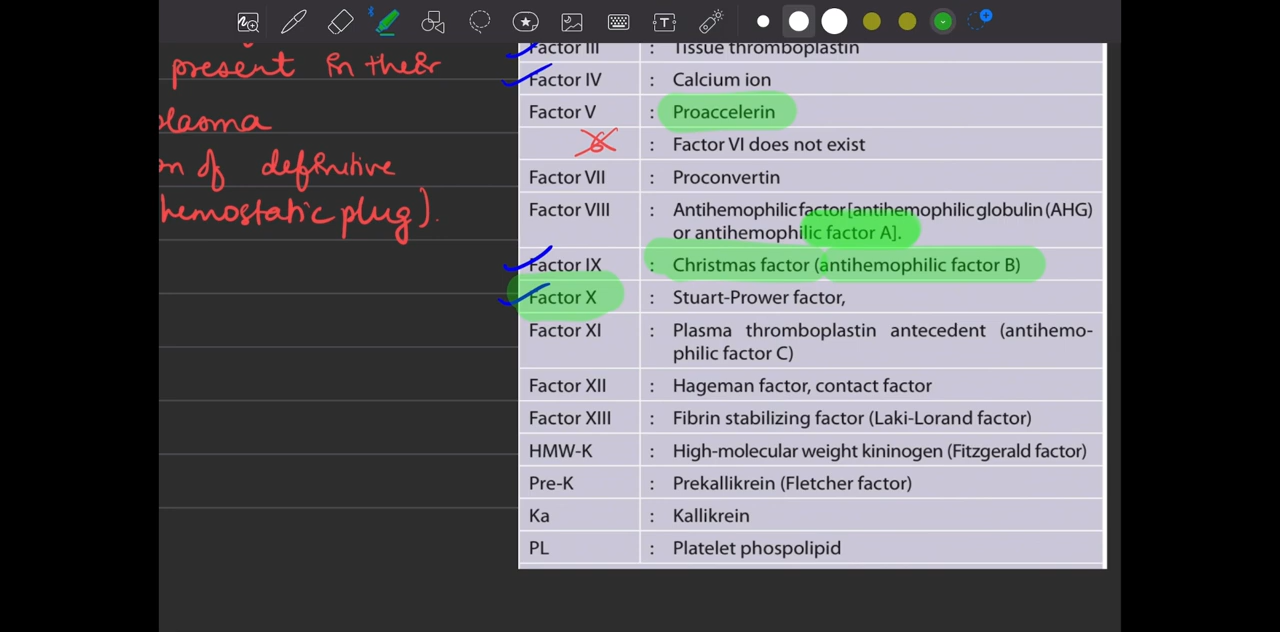 present in their
plasma
on of definitive
hemostatic plug).
Factor III : Tissue thromboplastin
Factor IV : Calcium ion
Factor V : Proaccelerin
6 : Factor VI does not exist
Factor VII : Proconvertin
Factor VIII : Antihemophilic factor [antihemophilic globulin (AHG)
or antihemophilic factor A].
Factor IX : Christmas factor (antihemophilic factor B)
Factor X : Stuart-Prower factor,
Factor XI : Plasma thromboplastin antecedent (antihemo-
philic factor C)
Factor XII : Hageman factor, contact factor
Factor XIII : Fibrin stabilizing factor (Laki-Lorand factor)
HMW-K : High-molecular weight kininogen (Fitzgerald factor)
Pre-K : Prekallikrein (Fletcher factor)
Ka : Kallikrein
PL : Platelet phospolipid